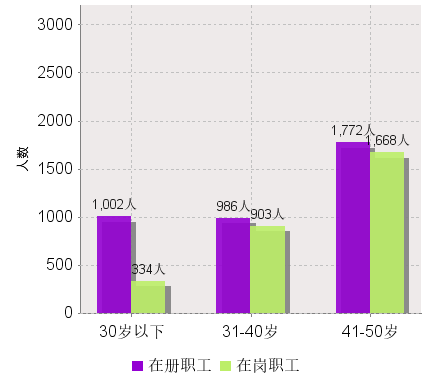 3000
2500
2000
1500
1000
500
0
人数
1,002人
334人
986人
903人
1,772人
1,668人
30岁以下
31-40岁
41-50岁
在册职工 在岗职工